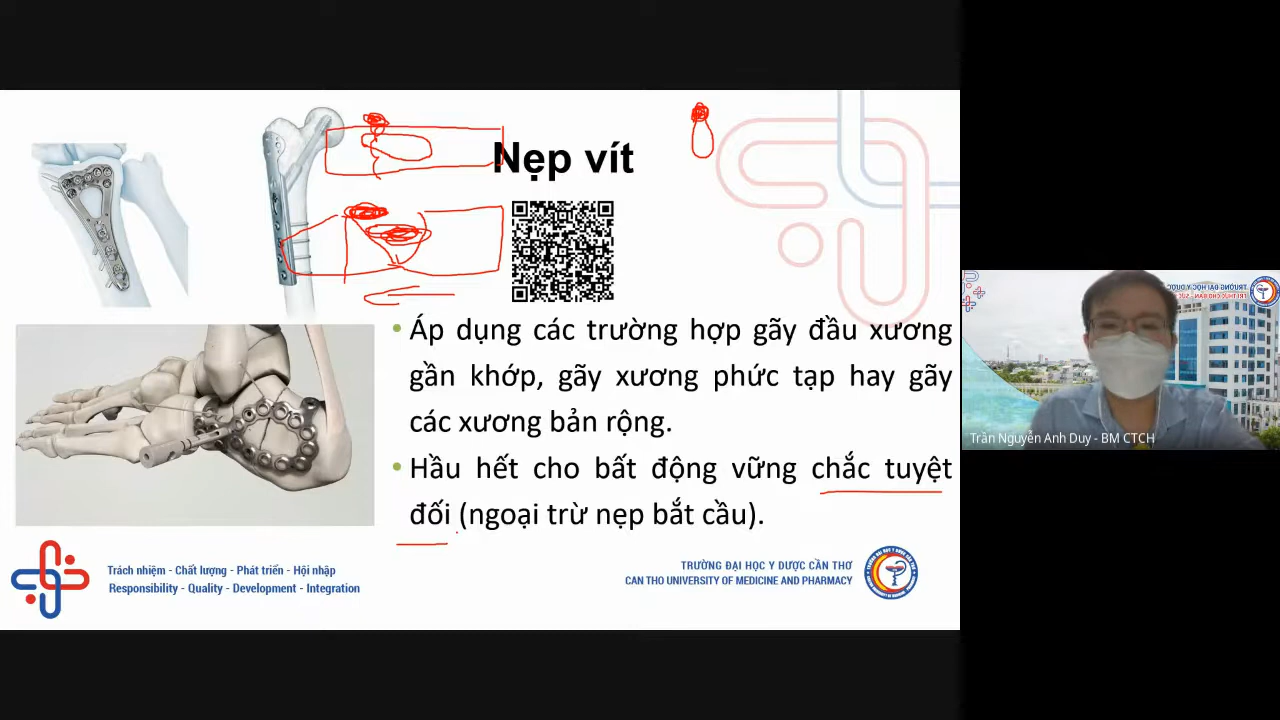 Nẹp vít
• Áp dụng các trường hợp gãy đầu xương
gần khớp, gãy xương phức tạp hay gãy
các xương bản rộng.
• Hầu hết cho bất động vững chắc tuyệt
đối (ngoại trừ nẹp bắt cầu).
Trách nhiệm - Chất lượng - Phát triển - Hội nhập
Responsibility - Quality - Development - Integration
TRƯỜNG ĐẠI HỌC Y DƯỢC CẦN THƠ
CAN THO UNIVERSITY OF MEDICINE AND PHARMACY
Trần Nguyễn Anh Duy - BM CTCH